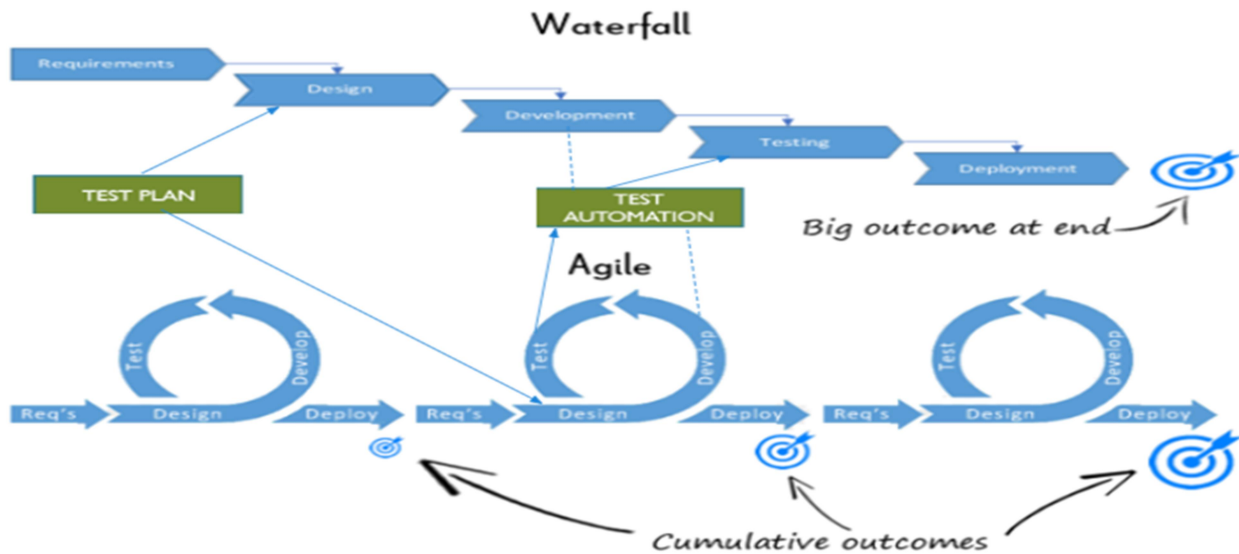 Waterfall
Requirements
Design
Development
Testing
Deployment
TEST PLAN
TEST
AUTOMATION
Big outcome at end
Agile
Test
Develop
Req's
Design
Deploy
Test
Develop
Req's
Design
Deploy
Test
Develop
Req's
Design
Deploy
Cumulative outcomes